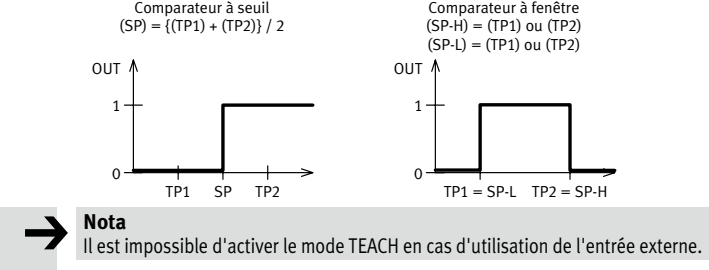 Comparateur à seuil
(SP) = {(TP1) + (TP2)} / 2
OUT
1
0
TP1 SP TP2
Comparateur à fenêtre
(SP-H) = (TP1) ou (TP2)
(SP-L) = (TP1) ou (TP2)
OUT
1
0
TP1 = SP-L TP2 = SP-H
Nota
Il est impossible d'activer le mode TEACH en cas d'utilisation de l'entrée externe.